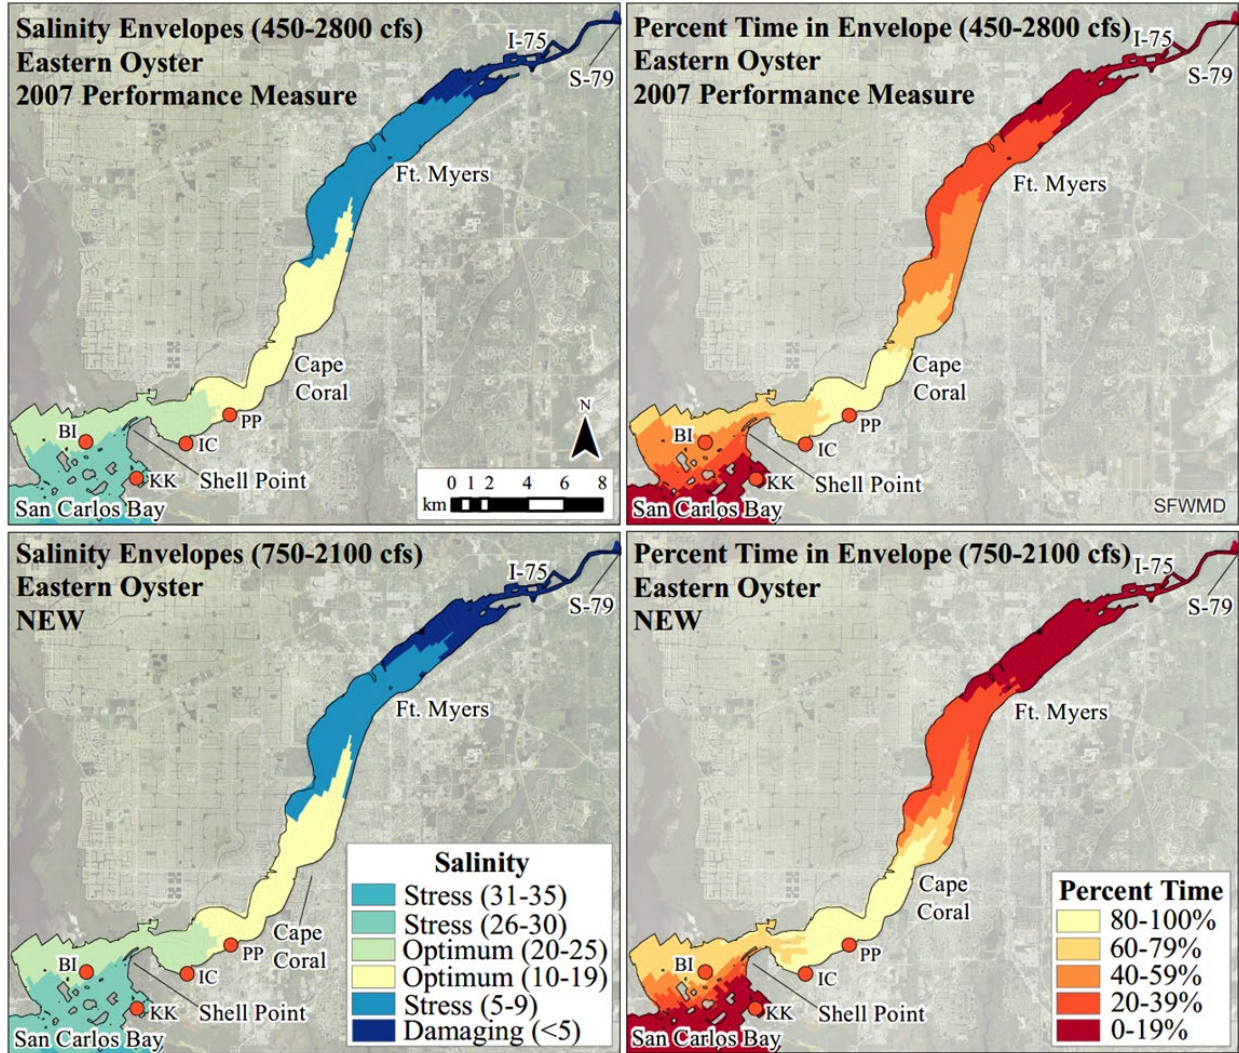 Salinity Envelopes (450-2800 cfs)
Eastern Oyster
2007 Performance Measure
I-75
S-79
Ft. Myers
Cape
Coral
BI
PP
IC
KK
Shell Point
San Carlos Bay
N
0 2 4 6 8
km
Percent Time in Envelope (450-2800 cfs)
Eastern Oyster
2007 Performance Measure
I-75
S-79
Ft. Myers
Cape
Coral
BI
PP
IC
KK
Shell Point
San Carlos Bay
SFWMD
Salinity Envelopes (750-2100 cfs)
Eastern Oyster
NEW
I-75
S-79
Ft. Myers
Cape
Coral
BI
PP
IC
KK
Shell Point
San Carlos Bay
Salinity
Stress (31-35)
Stress (26-30)
Optimum (20-25)
Optimum (10-19)
Stress (5-9)
Damaging (<5)
Percent Time in Envelope (750-2100 cfs)
Eastern Oyster
NEW
I-75
S-79
Ft. Myers
Cape
Coral
BI
PP
IC
KK
Shell Point
San Carlos Bay
Percent Time
80-100%
60-79%
40-59%
20-39%
0-19%